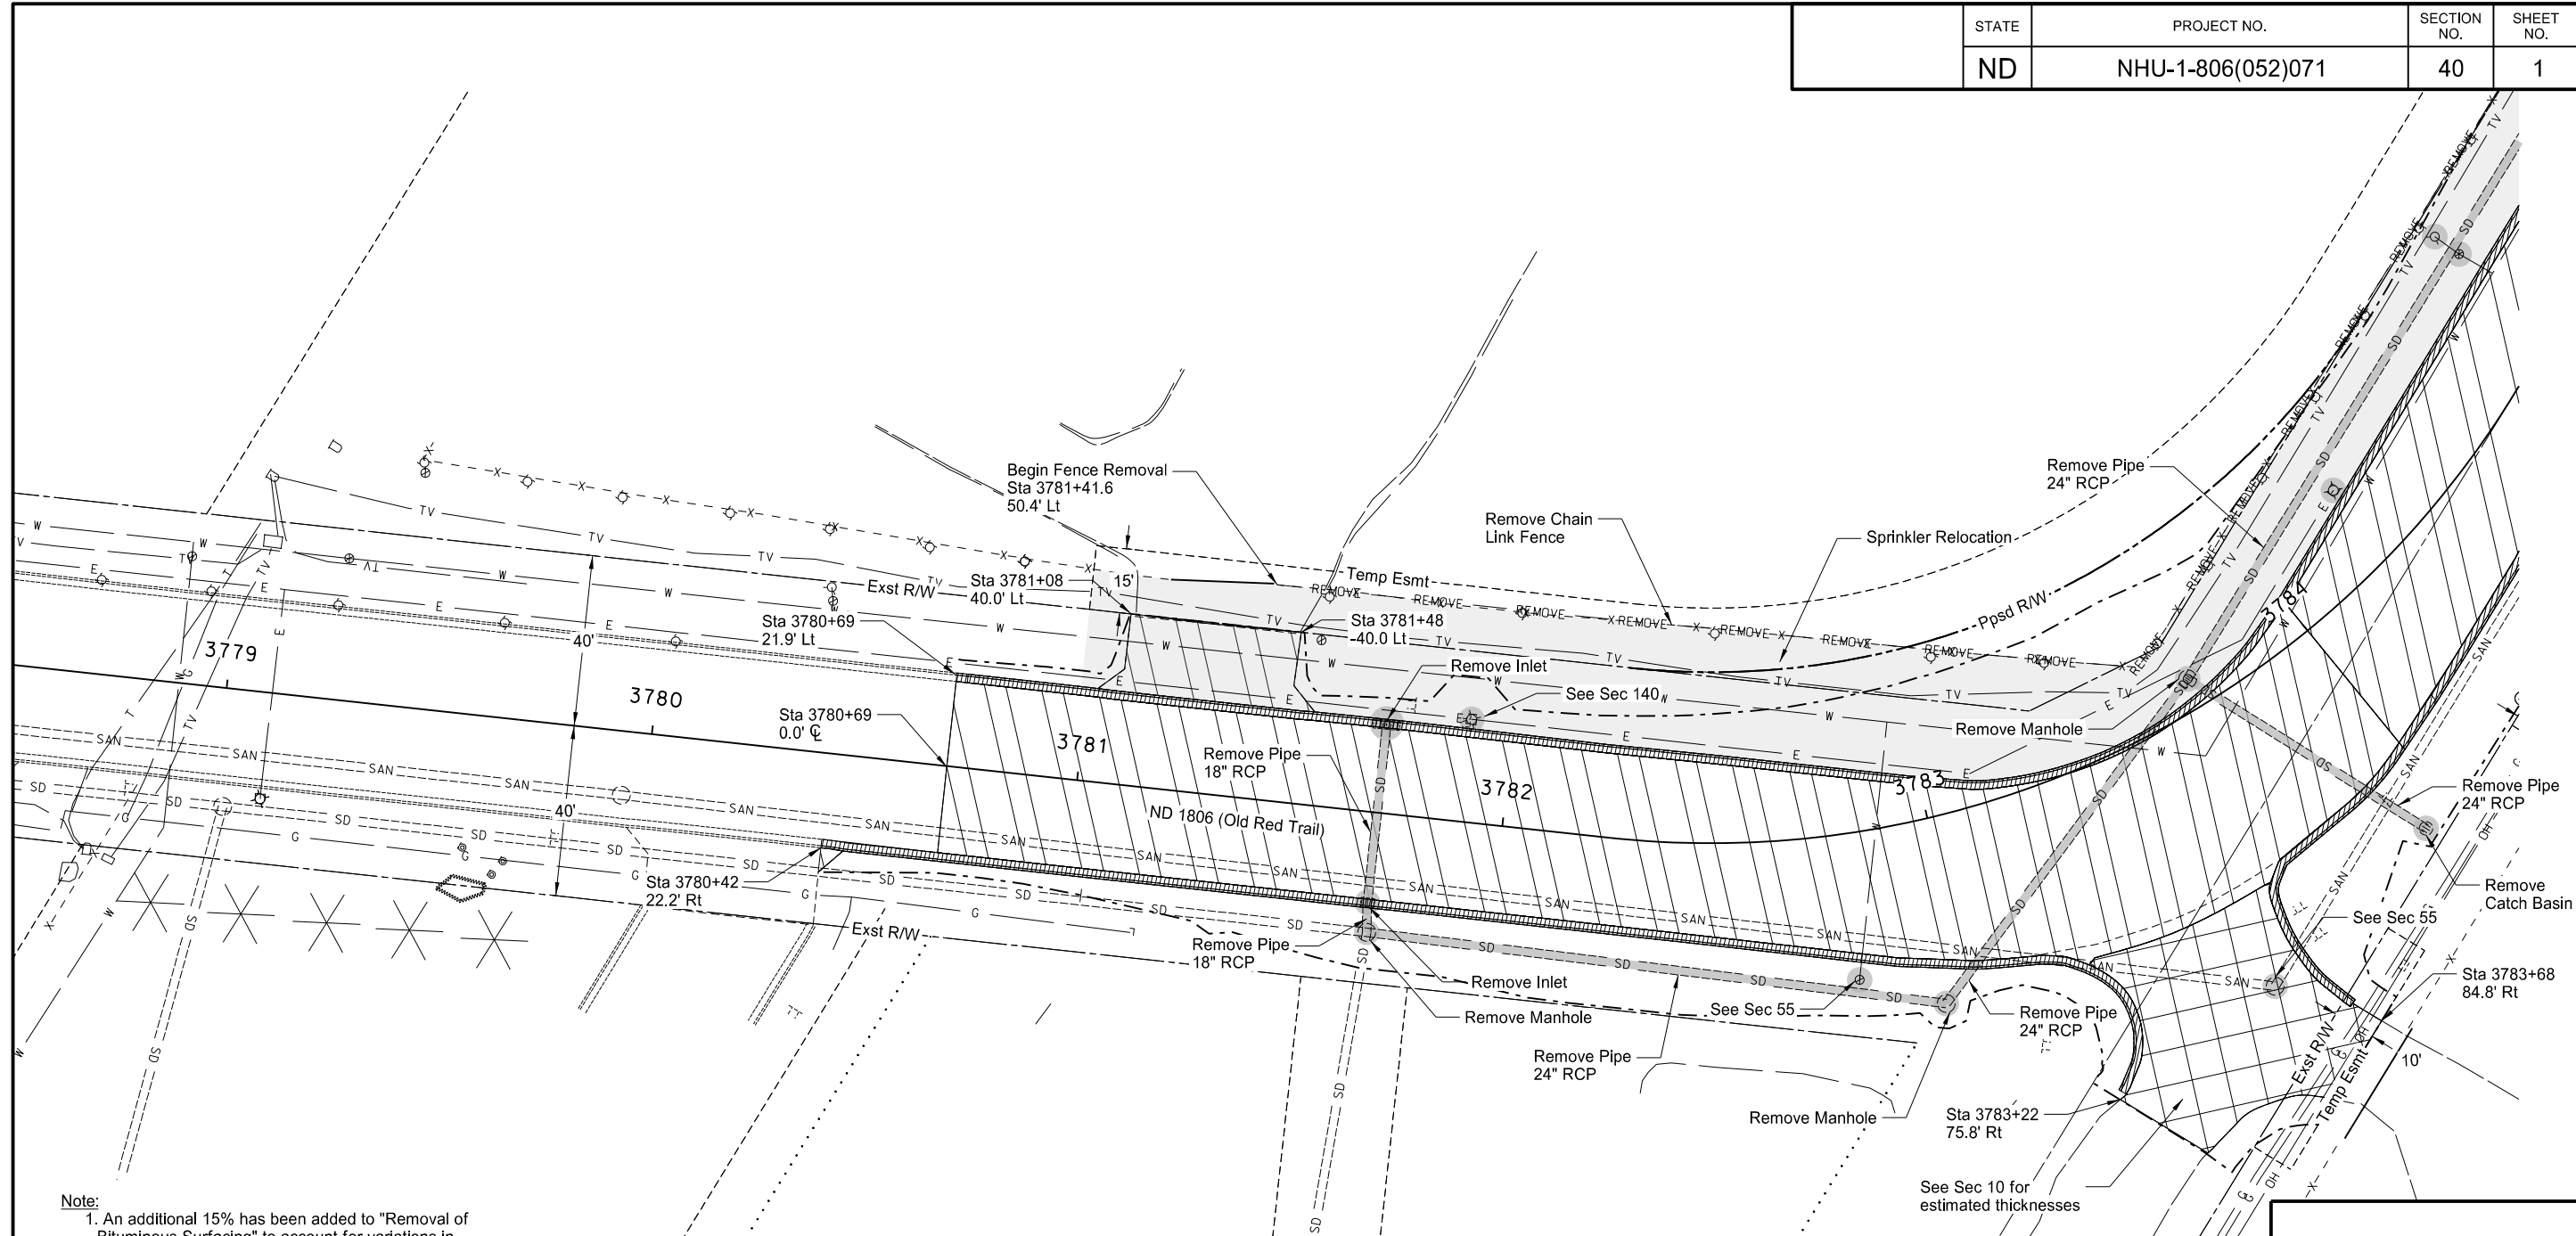 STATE
PROJECT NO.
SECTION NO.
SHEET NO.
ND
NHU-1-806(052)071
40
1
Begin Fence Removal
Sta 3781+41.6
50.4' Lt
Remove Chain
Link Fence
Sprinkler Relocation
Remove Pipe
24" RCP
Temp Esmt
Ppsd R/W
15'
Sta 3781+08
40.0' Lt
Exst R/W
Sta 3780+69
21.9' Lt
Sta 3781+48
-40.0 Lt
40'
3779
3780
3781
3782
3783
3784
Remove Inlet
See Sec 140
Sta 3780+69
0.0' ℄
Remove Pipe
18" RCP
Remove Manhole
ND 1806 (Old Red Trail)
40'
Remove Pipe
24" RCP
Remove
Catch Basin
Sta 3780+42
22.2' Rt
Exst R/W
Remove Pipe
18" RCP
Remove Inlet
Remove Manhole
See Sec 55
See Sec 55
Remove Pipe
24" RCP
Sta 3783+68
84.8' Rt
Remove Pipe
24" RCP
Exst R/W
Temp Esmt
10'
Remove Manhole
Sta 3783+22
75.8' Rt
See Sec 10 for
estimated thicknesses
Note:
1. An additional 15% has been added to "Removal of
Bituminous Surfacing" to account for variations in